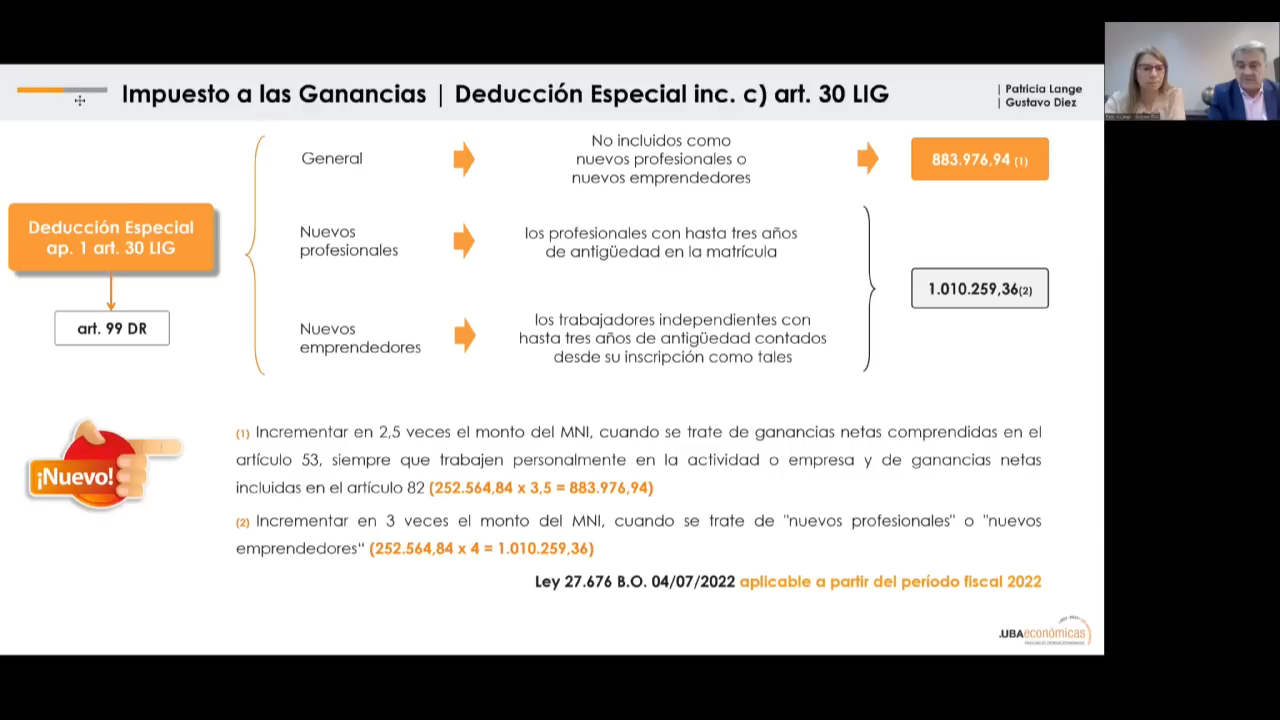 Impuesto a las Ganancias | Deducción Especial inc. c) art. 30 LIG
| Patricia Lange
| Gustavo Diez
General
No incluidos como
nuevos profesionales o
nuevos emprendedores
883.976,94 (1)
Deducción Especial
ap. 1 art. 30 LIG
art. 99 DR
Nuevos
profesionales
los profesionales con hasta tres años
de antigüedad en la matrícula
1.010.259,36(2)
Nuevos
emprendedores
los trabajadores independientes con
hasta tres años de antigüedad contados
desde su inscripción como tales
¡Nuevo!
(1) Incrementar en 2,5 veces el monto del MNI, cuando se trate de ganancias netas comprendidas en el
artículo 53, siempre que trabajen personalmente en la actividad o empresa y de ganancias netas
incluidas en el artículo 82 (252.564,84 x 3,5 = 883.976,94)
(2) Incrementar en 3 veces el monto del MNI, cuando se trate de "nuevos profesionales" o "nuevos
emprendedores" (252.564,84 x 4 = 1.010.259,36)
Ley 27.676 B.O. 04/07/2022 aplicable a partir del período fiscal 2022
.UBAeconómicas